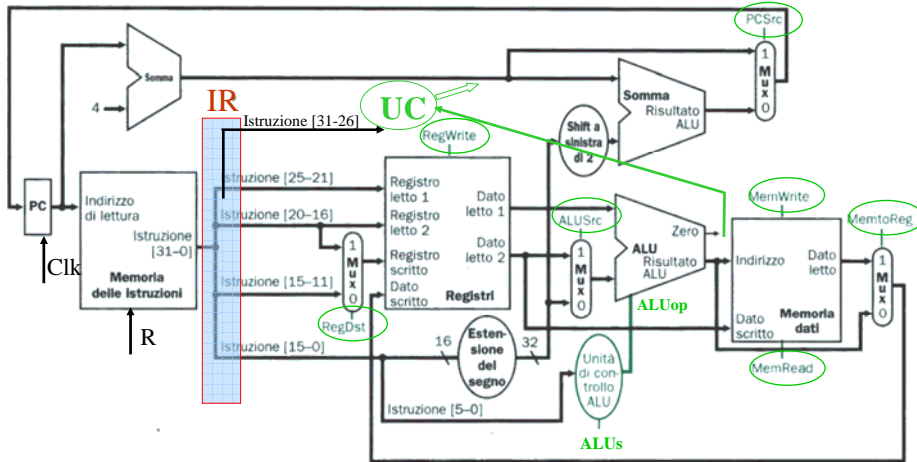 PCSrc
1
Mux
0
Somma
4
IR
UC
Istruzione [31-26]
RegWrite
Shift a
sinistra
di 2
Somma
Risultato
ALU
PC
Clk
Indirizzo
di lettura
Istruzione
[31–0]
Memoria
delle istruzioni
R
Istruzione [25–21]
Istruzione [20–16]
Istruzione [15–11]
Istruzione [15–0]
Istruzione [5–0]
1
Mux
0
RegDst
Registro
letto 1
Registro
letto 2
Registro
scritto
Dato
scritto
Dato
letto 1
Dato
letto 2
Registri
16
Estensione
del
segno
32
ALUSrc
1
Mux
0
Zero
ALU
Risultato
ALU
ALUop
Unità
di con-
trollo
ALU
ALUs
MemWrite
Indirizzo
Dato
letto
Dato
scritto
Memoria
dati
MemRead
MemtoReg
1
Mux
0